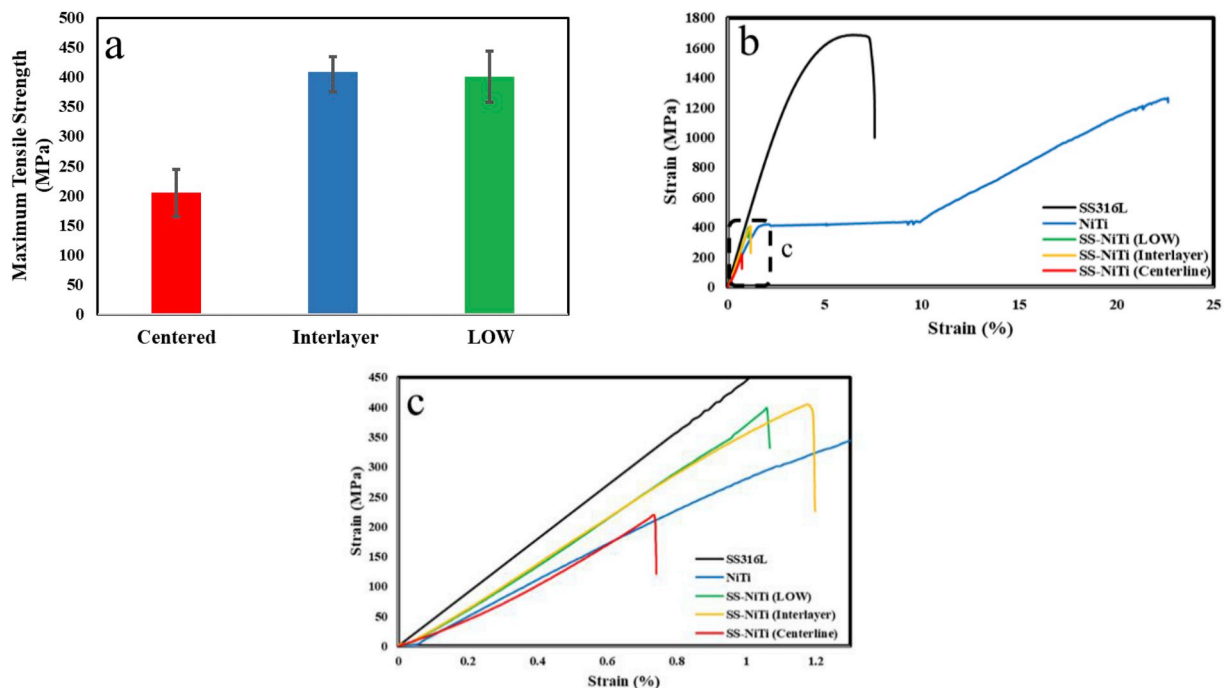 a
500
450
400
350
300
250
200
150
100
50
0
Maximum Tensile Strength
(MPa)
Centered
Interlayer
LOW
b
1800
1600
1400
1200
1000
800
600
400
200
0
Strain (MPa)
c
SS316L
NiTi
SS-NiTi (LOW)
SS-NiTi (Interlayer)
SS-NiTi (Centerline)
0
5
10
15
20
25
Strain (%)
c
450
400
350
300
250
200
150
100
50
0
Strain (MPa)
SS316L
NiTi
SS-NiTi (LOW)
SS-NiTi (Interlayer)
SS-NiTi (Centerline)
0
0.2
0.4
0.6
0.8
1
1.2
Strain (%)